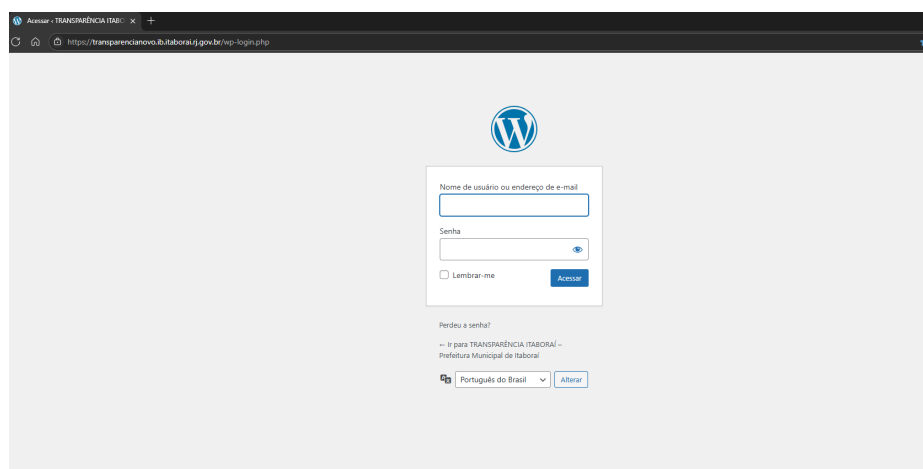 Acessar ‹ TRANSPARÊNCIA ITABO
https://transparencianovo.ib.itaborai.rj.gov.br/wp-login.php
Nome de usuário ou endereço de e-mail
Senha
Lembrar-me
Acessar
Perdeu a senha?
← Ir para TRANSPARÊNCIA ITABORAÍ –
Prefeitura Municipal de Itaboraí
Português do Brasil
Alterar